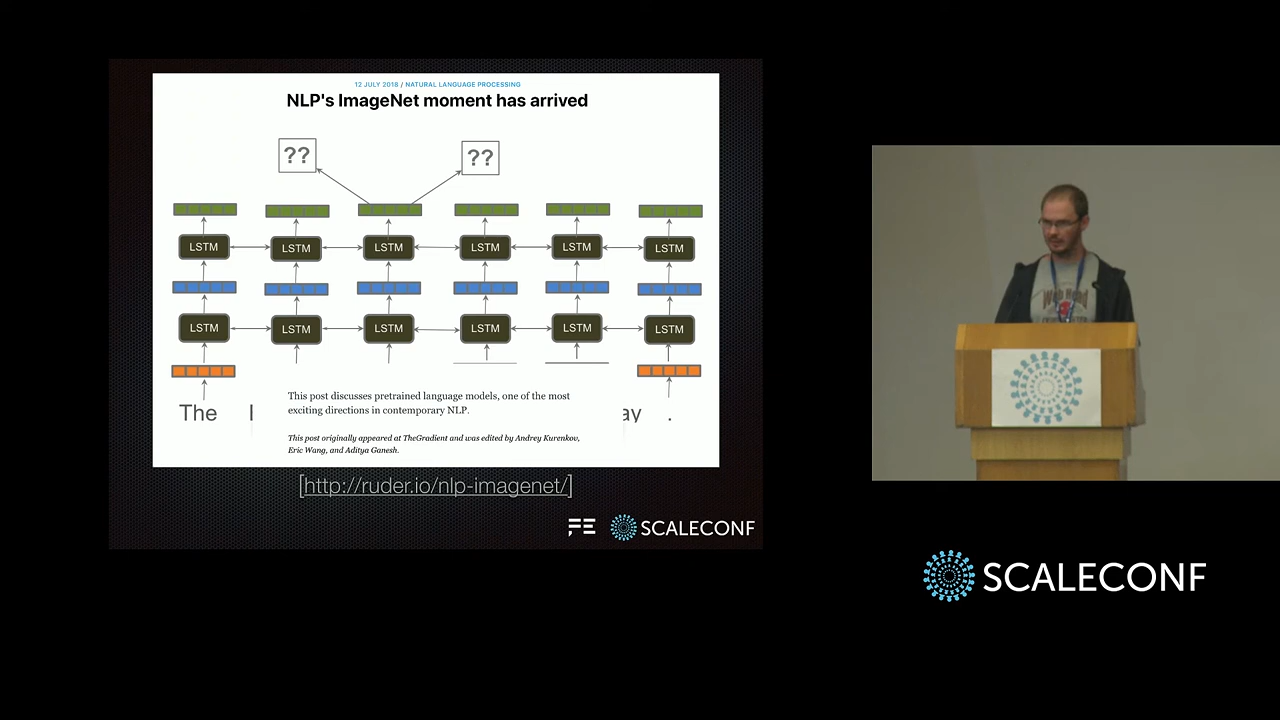 12 JULY 2018 / NATURAL LANGUAGE PROCESSING
NLP's ImageNet moment has arrived
?? ??
LSTM LSTM LSTM LSTM LSTM LSTM
LSTM LSTM LSTM LSTM LSTM LSTM
The ay .
This post discusses pretrained language models, one of the most
exciting directions in contemporary NLP.
This post originally appeared at TheGradient and was edited by Andrey Kurenkov,
Eric Wang, and Aditya Ganesh.
[http://ruder.io/nlp-imagenet/]
FE SCALECONF
SCALECONF